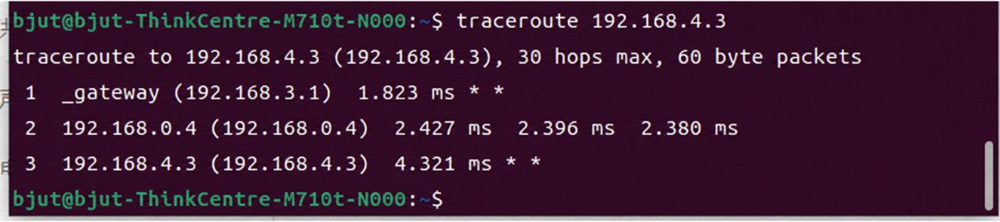 bjut@bjut-ThinkCentre-M710t-N000:~$ traceroute 192.168.4.3
traceroute to 192.168.4.3 (192.168.4.3), 30 hops max, 60 byte packets
 1  _gateway (192.168.3.1)  1.823 ms * *
 2  192.168.0.4 (192.168.0.4)  2.427 ms  2.396 ms  2.380 ms
 3  192.168.4.3 (192.168.4.3)  4.321 ms * *
bjut@bjut-ThinkCentre-M710t-N000:~$